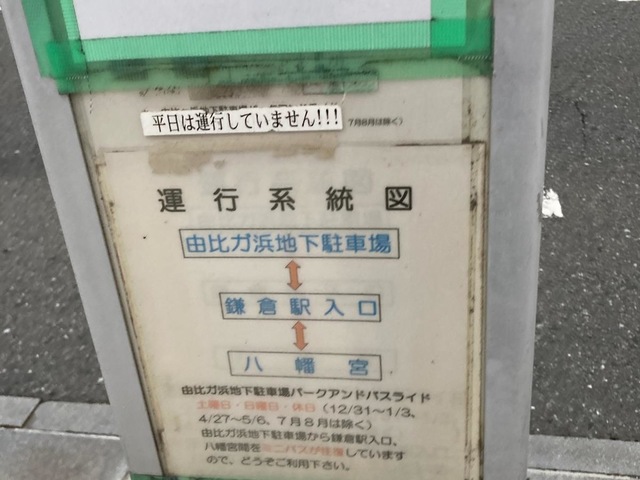 平日は運行していません!!!
7月8月は除く)
運行系統図
由比ガ浜地下駐車場
鎌倉駅入口
八幡宮
由比ガ浜地下駐車場パークアンドバスライド
土曜日・日曜日・休日(12/31〜1/3、
4/27〜5/6、7月8月は除く)
由比ガ浜地下駐車場から鎌倉駅入口、
八幡宮間をミニバスが往復しています
ので、どうぞご利用下さい。